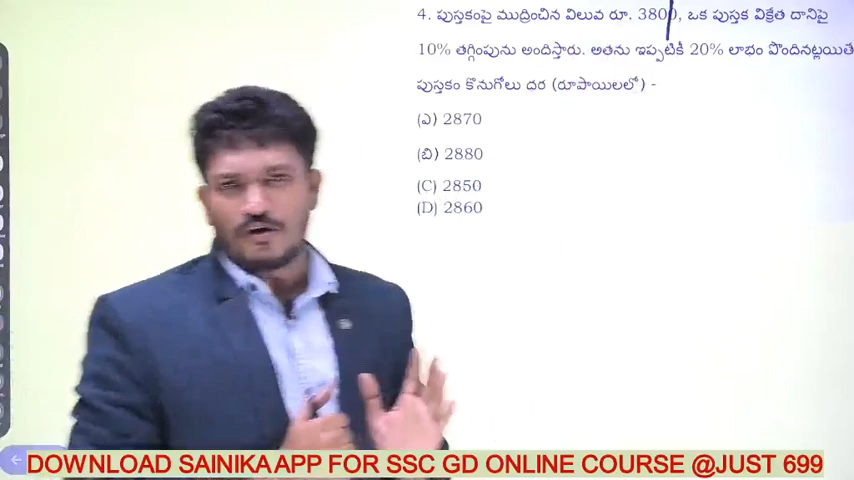 4. పుస్తకంపై ముద్రించిన విలువ రూ. 3800, ఒక పుస్తక విక్రేత దానిపై
10% తగ్గింపును అందిస్తారు. అతను ఇప్పటికీ 20% లాభం పొందినట్లయితే
పుస్తకం కొనుగోలు దర (రూపాయిలలో) -
(ఎ) 2870
(బి) 2880
(C) 2850
(D) 2860
DOWNLOAD SAINIKA APP FOR SSC GD ONLINE COURSE @JUST 699